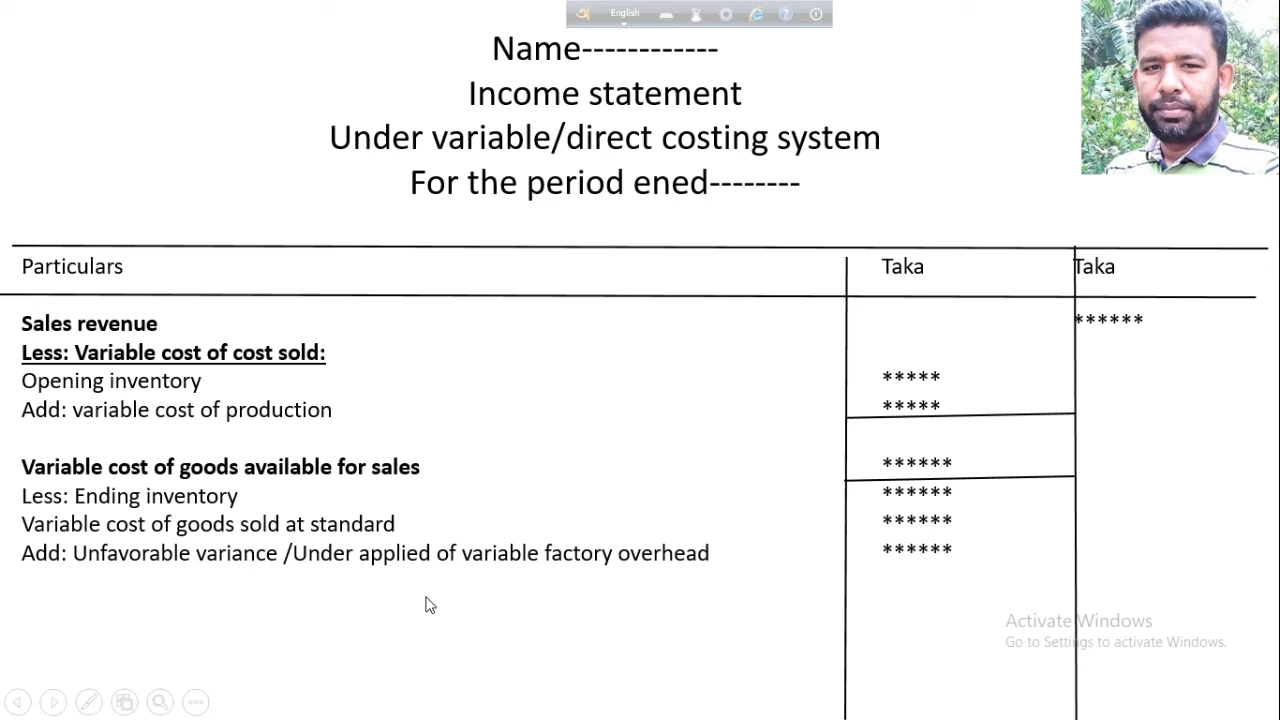 English
Name------------
Income statement
Under variable/direct costing system
For the period ened--------
Particulars Taka Taka
Sales revenue ******
Less: Variable cost of cost sold:
Opening inventory *****
Add: variable cost of production *****
Variable cost of goods available for sales ******
Less: Ending inventory ******
Variable cost of goods sold at standard ******
Add: Unfavorable variance /Under applied of variable factory overhead ******
Activate Windows
Go to Settings to activate Windows.